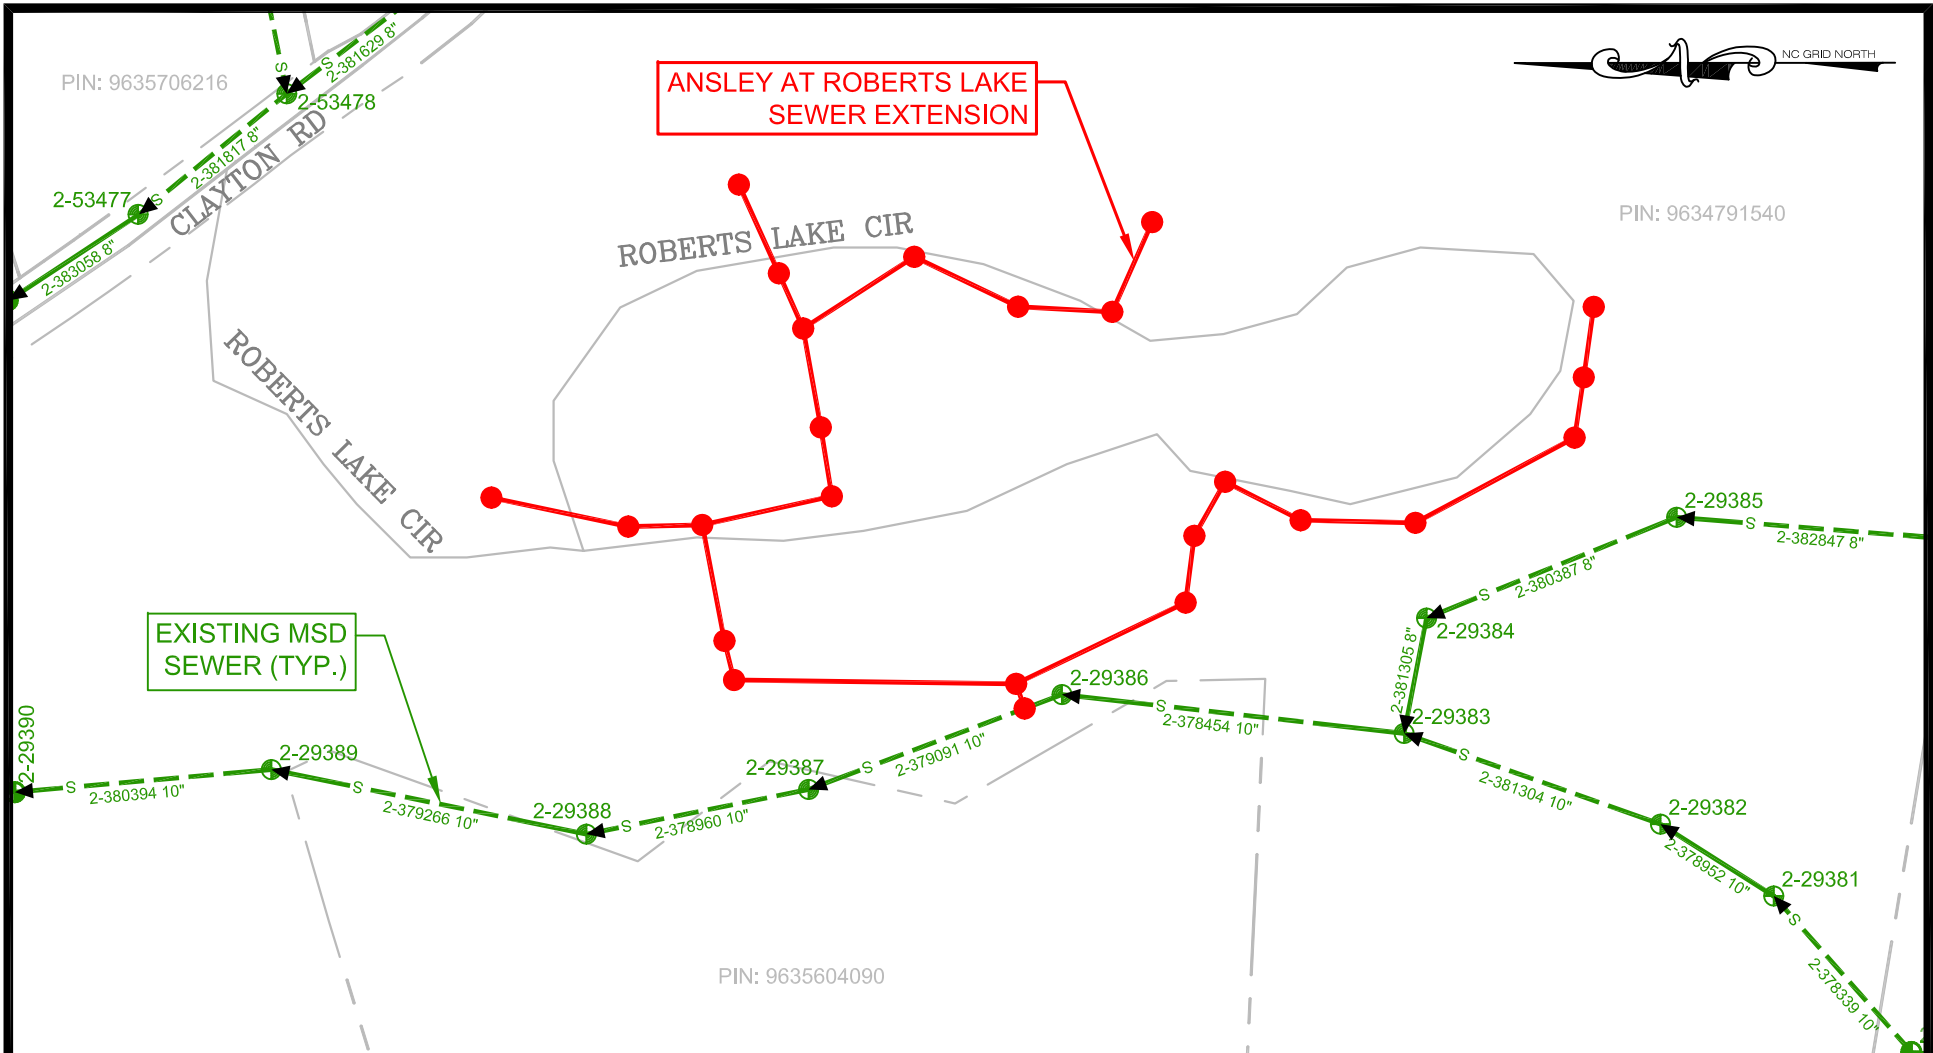 2-381629 8"
S
S
PIN: 9635706216
2-53478
ANSLEY AT ROBERTS LAKE
SEWER EXTENSION
NC GRID NORTH
2-381817 8"
CLAYTON RD
S
2-53477
2-383058 8"
ROBERTS LAKE CIR
PIN: 9634791540
ROBERTS LAKE CIR
2-29385
S
2-382847 8"
2-380387 8"
S
2-29384
2-381305 8"
EXISTING MSD
SEWER (TYP.)
2-29386
S
2-378454 10"
2-29383
2-29390
2-29389
S
2-380394 10"
S
2-379266 10"
2-29388
S
2-378960 10"
2-29387
S
2-379091 10"
S
2-381304 10"
2-29382
2-378952 10"
2-29381
S
2-378339 10"
PIN: 9635604090